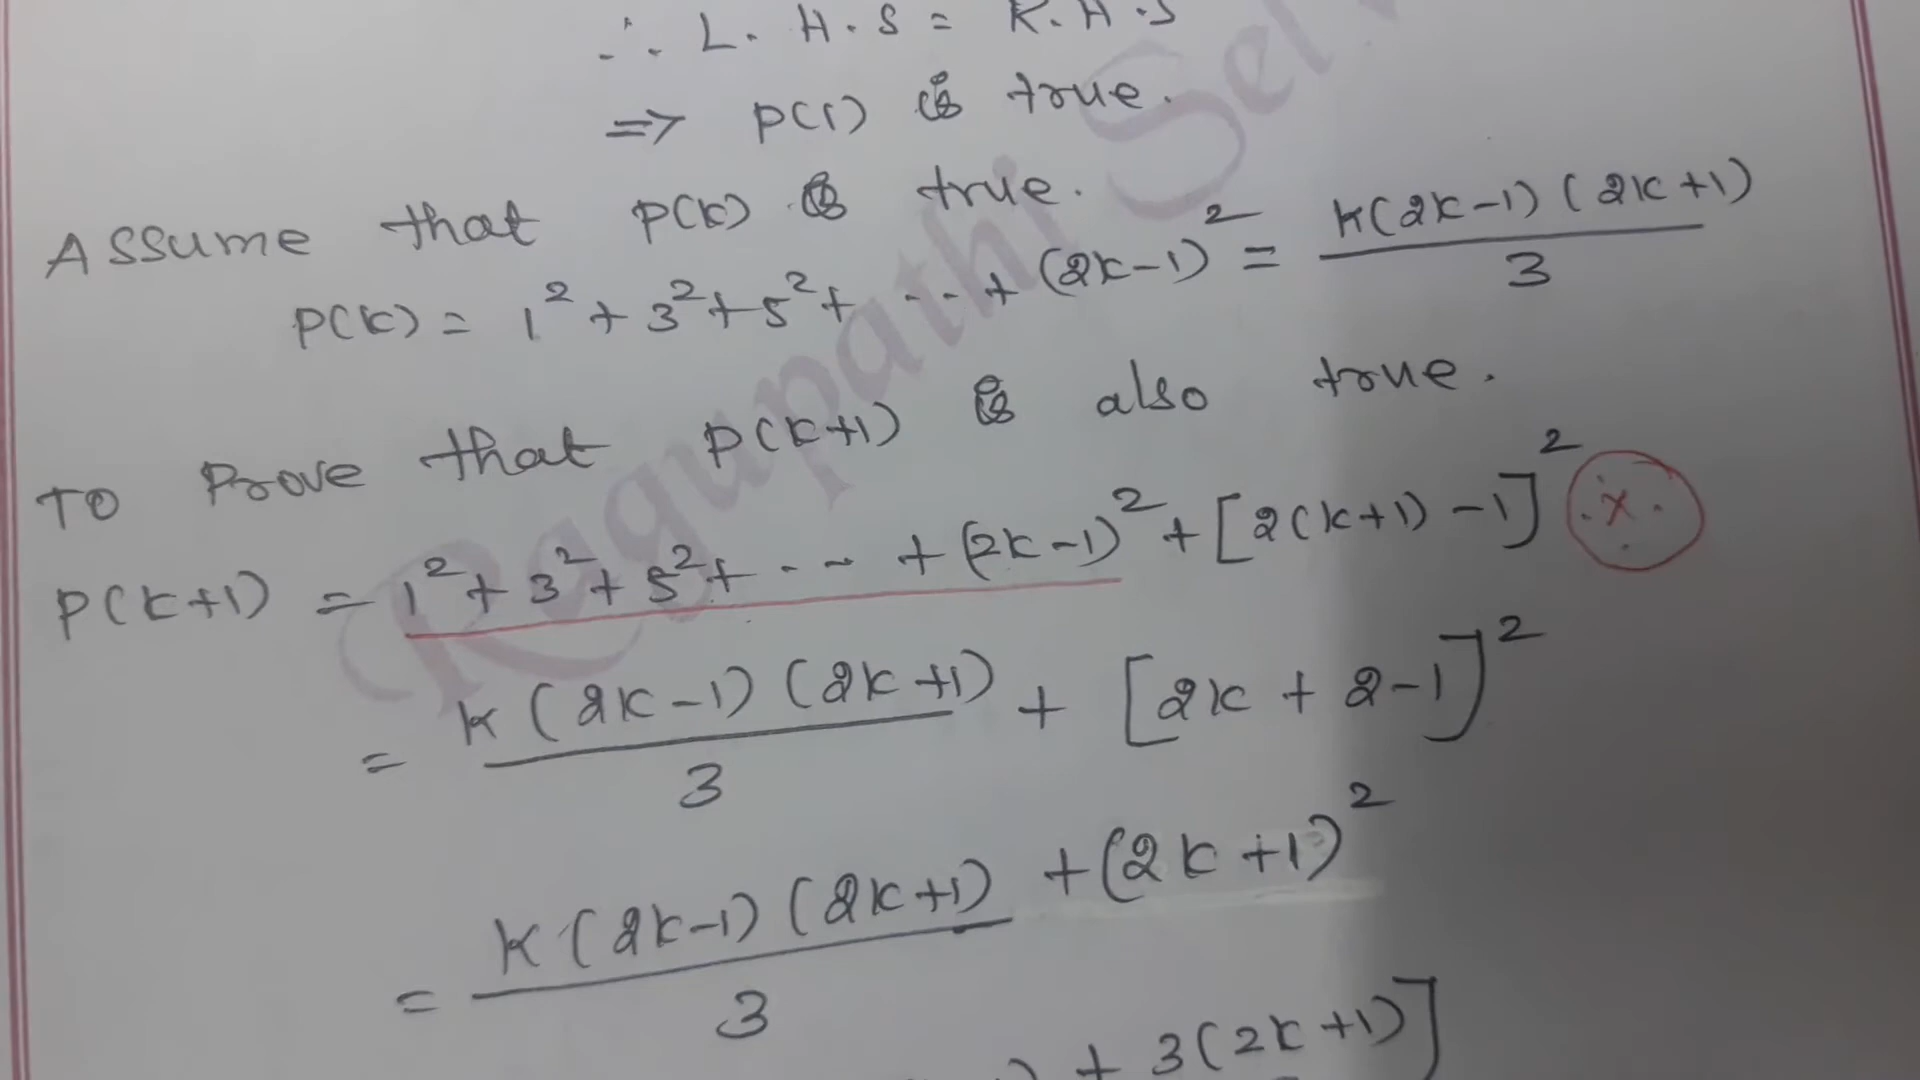 ∴ L.H.S = R.H.S
=> P(1) is true.
Assume that P(k) is true.
P(k) = 1² + 3² + 5² + ... + (2k-1)² = k(2k-1)(2k+1)/3
To Prove that P(k+1) is also true.
P(k+1) = 1² + 3² + 5² + ... + (2k-1)² + [2(k+1)-1]² .x.
= k(2k-1)(2k+1)/3 + [2k+2-1]²
= k(2k-1)(2k+1)/3 + (2k+1)²
) + 3(2k+1)]
Ragupathi